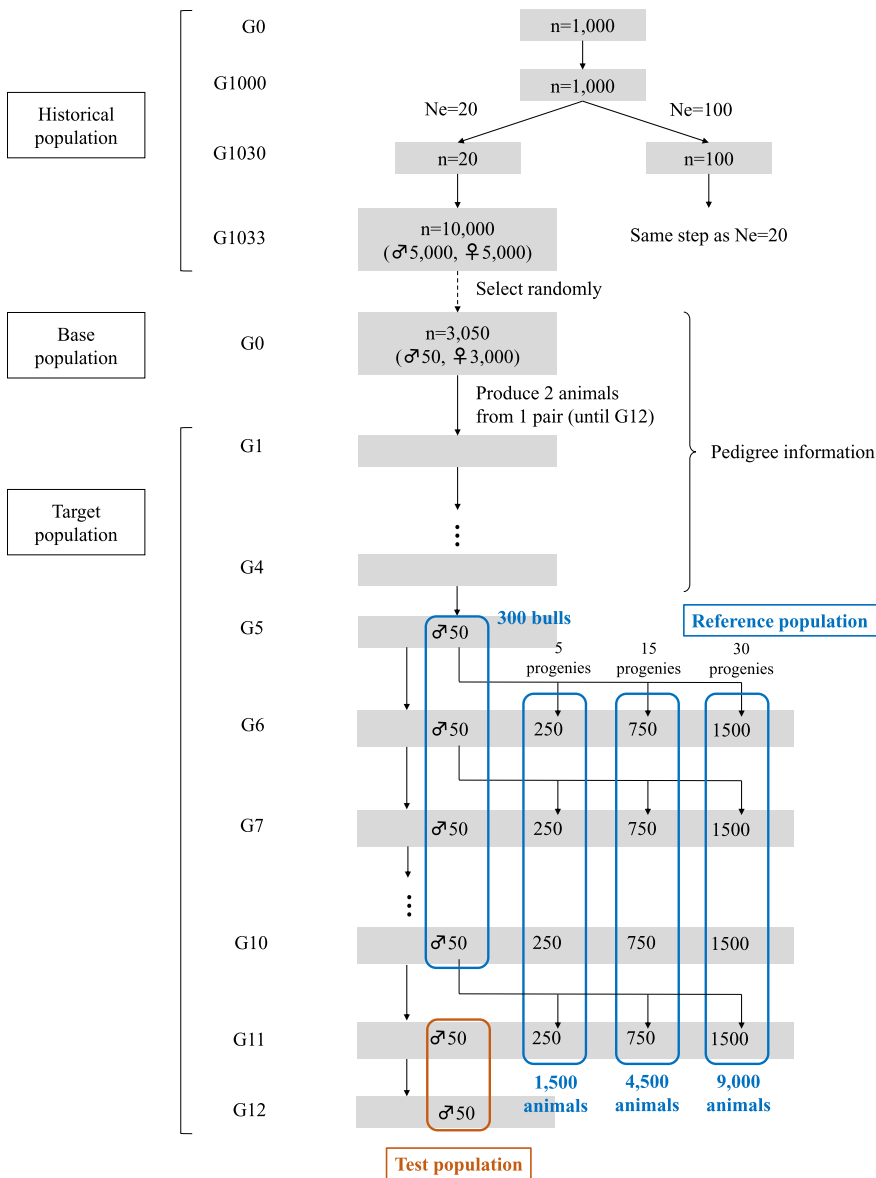 G0
n=1,000
G1000
n=1,000
Historical
population
Ne=20
Ne=100
G1030
n=20
n=100
G1033
n=10,000
(♂5,000, ♀5,000)
Same step as Ne=20
Select randomly
Base
population
G0
n=3,050
(♂50, ♀3,000)
Produce 2 animals
from 1 pair (until G12)
G1
Pedigree information
Target
population
⋮
G4
G5
♂50
300 bulls
Reference population
5
progenies
15
progenies
30
progenies
G6
♂50
250
750
1500
G7
♂50
250
750
1500
⋮
G10
♂50
250
750
1500
G11
♂50
250
750
1500
1,500
animals
4,500
animals
9,000
animals
G12
♂50
Test population